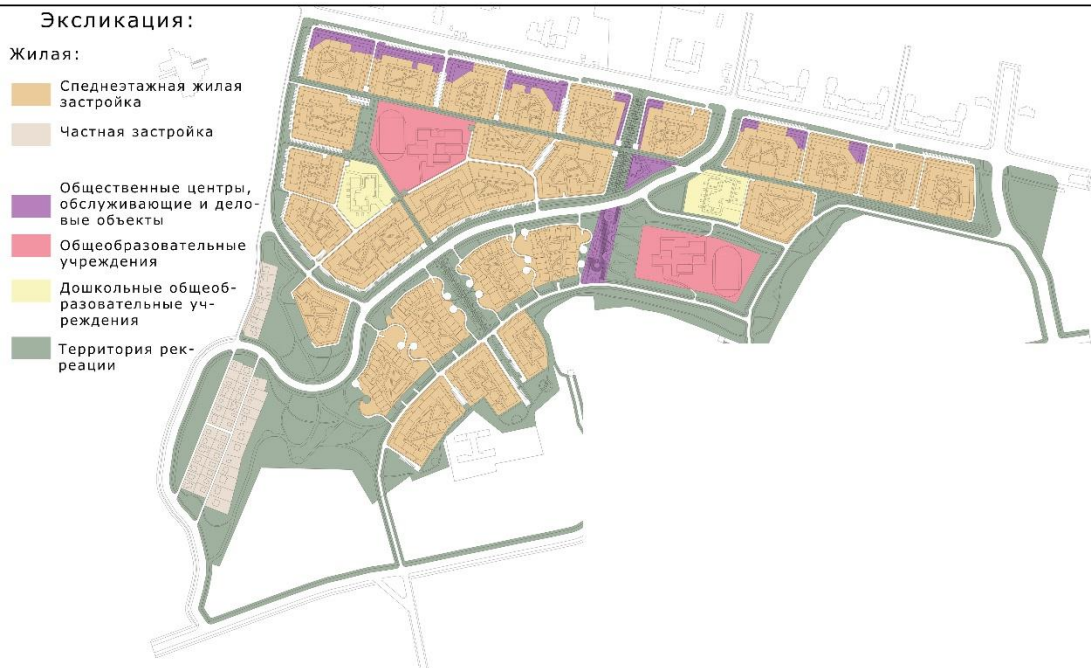 Экспликация:
Жилая:
Спеднеэтажная жилая
застройка
Частная застройка
Общественные центры,
обслуживающие и дело-
вые объекты
Общеобразовательные
учреждения
Дошкольные общеоб-
разовательные уч-
реждения
Территория рек-
реации